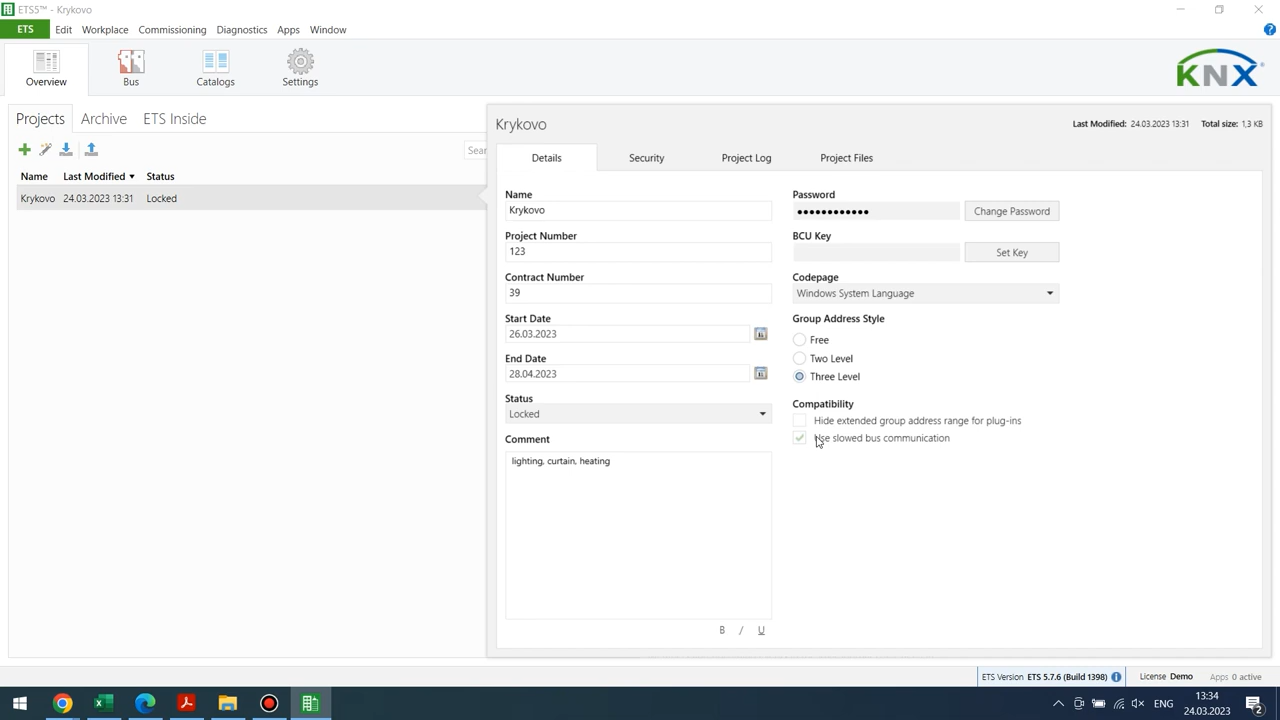 ETS5™ - Krykovo
ETS Edit Workplace Commissioning Diagnostics Apps Window
Overview Bus Catalogs Settings
KNX
Projects Archive ETS Inside
Name Last Modified Status
Krykovo 24.03.2023 13:31 Locked
Krykovo
Last Modified: 24.03.2023 13:31 Total size: 1,3 KB
Details Security Project Log Project Files
Name
Krykovo
Project Number
123
Contract Number
39
Start Date
26.03.2023
End Date
28.04.2023
Status
Locked
Comment
lighting, curtain, heating
B I U
Password
●●●●●●●●●●●● Change Password
BCU Key
Set Key
Codepage
Windows System Language
Group Address Style
Free
Two Level
Three Level
Compatibility
Hide extended group address range for plug-ins
Use slowed bus communication
ETS Version ETS 5.7.6 (Build 1398) License Demo Apps 0 active
ENG
13:34
24.03.2023
2